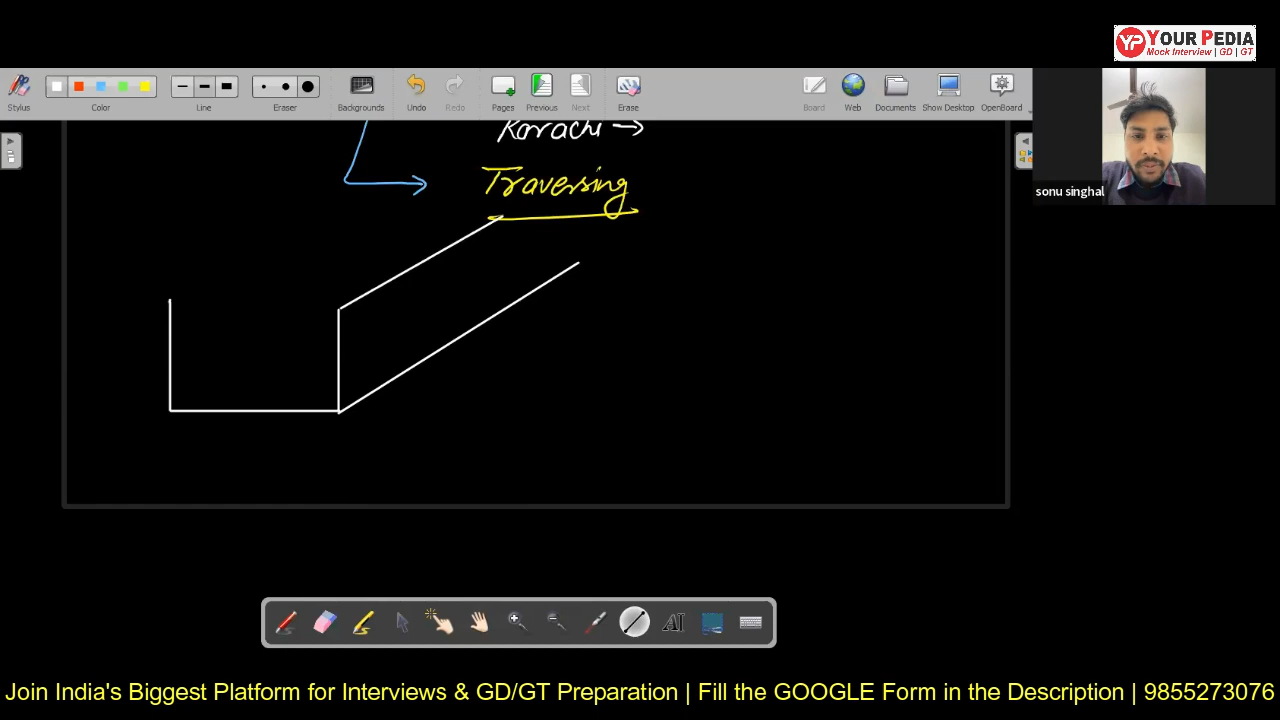 YP YOUR PEDIA
Mock Interview | GD | GT
Stylus Color Line Eraser Backgrounds Undo Redo Pages Previous Next Erase Board Web Documents Show Desktop OpenBoard
Karachi →
Traversing
sonu singhal
Join India's Biggest Platform for Interviews & GD/GT Preparation | Fill the GOOGLE Form in the Description | 9855273076